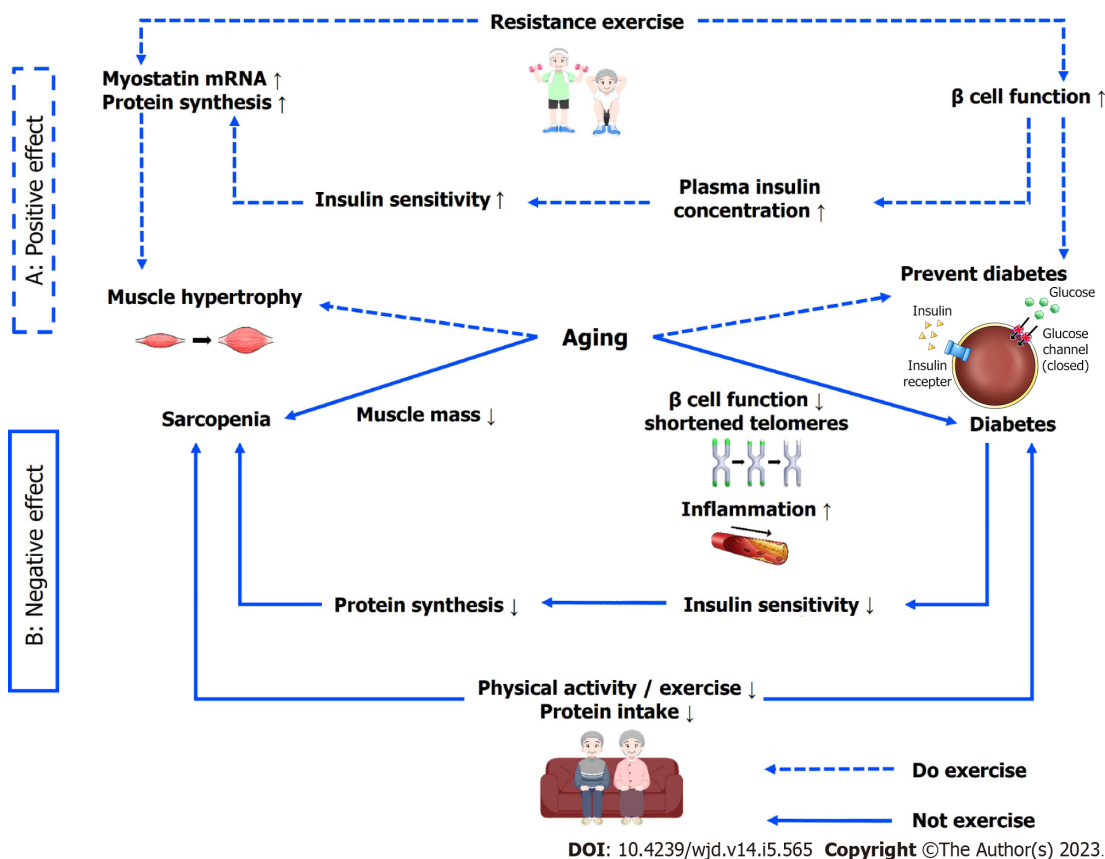 Resistance exercise
A: Positive effect
Myostatin mRNA ↑
Protein synthesis ↑
β cell function ↑
Insulin sensitivity ↑
Plasma insulin
concentration ↑
Muscle hypertrophy
Aging
Prevent diabetes
Glucose
Insulin
Glucose
channel
(closed)
Insulin
recepter
B: Negative effect
Sarcopenia
Muscle mass ↓
β cell function ↓
shortened telomeres
Diabetes
Inflammation ↑
Protein synthesis ↓
Insulin sensitivity ↓
Physical activity / exercise ↓
Protein intake ↓
Do exercise
Not exercise
DOI: 10.4239/wjd.v14.i5.565 Copyright ©The Author(s) 2023.